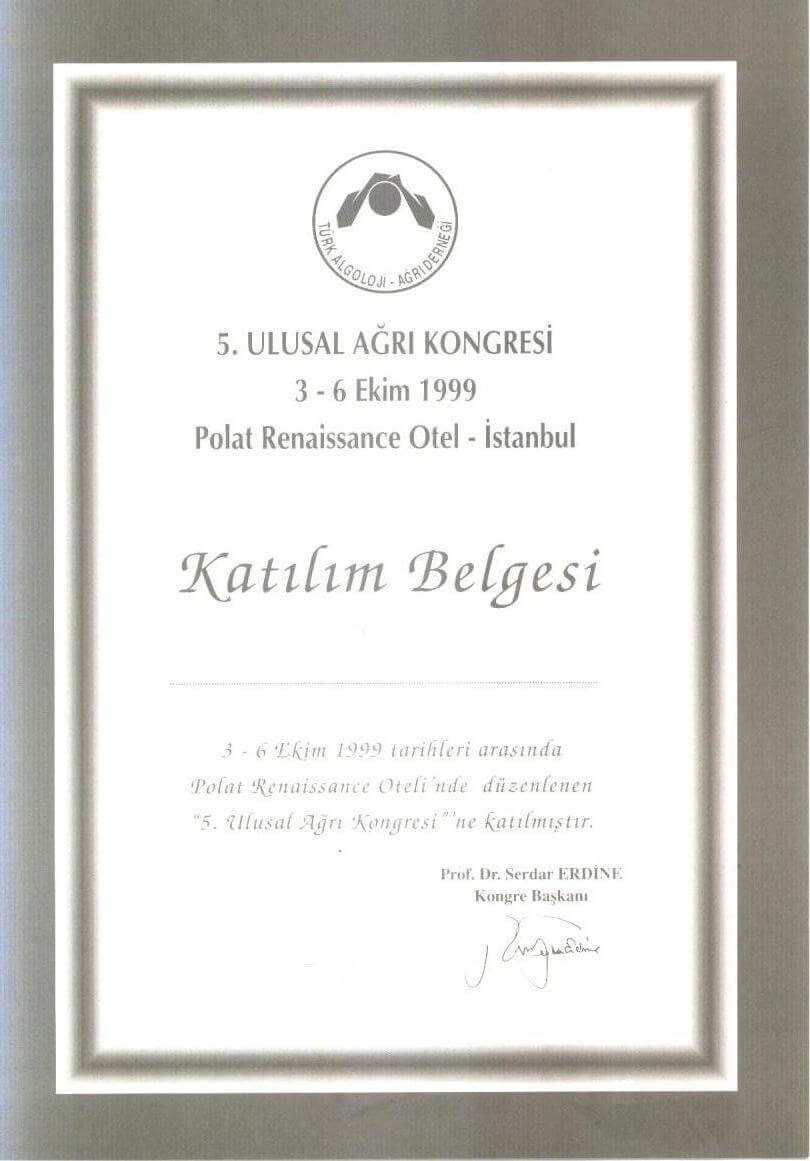 TÜRK ALGOLOJİ - AĞRI DERNEĞİ
5. ULUSAL AĞRI KONGRESİ
3 - 6 Ekim 1999
Polat Renaissance Otel - İstanbul
Katılım Belgesi
3 - 6 Ekim 1999 tarihleri arasında
Polat Renaissance Oteli'nde düzenlenen
"5. Ulusal Ağrı Kongresi"'ne katılmıştır.
Prof. Dr. Serdar ERDİNE
Kongre Başkanı